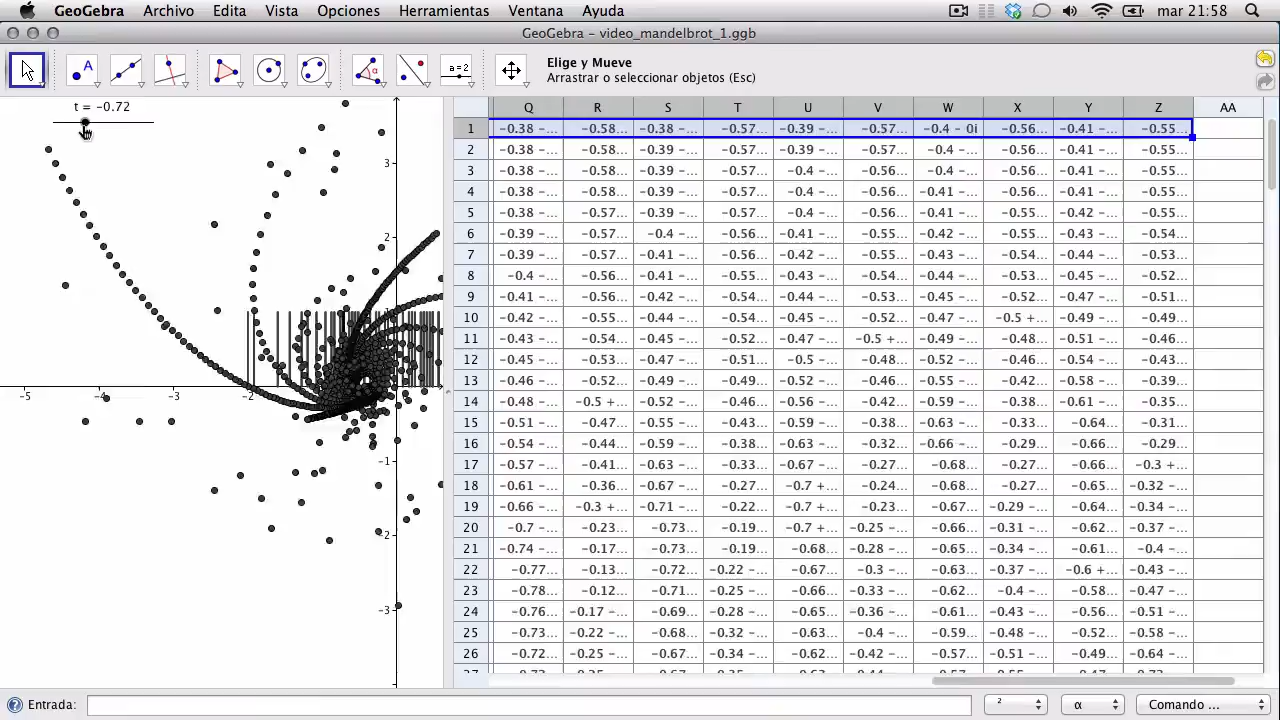 GeoGebra Archivo Edita Vista Opciones Herramientas Ventana Ayuda mar 21:58
GeoGebra – video_mandelbrot_1.ggb
A α a = 2 Elige y Mueve
Arrastrar o seleccionar objetos (Esc)
t = -0.72
3
2
-5 -4 -3 -2
-1
-2
-3
Q R S T U V W X Y Z AA
1 -0.38 -... -0.58... -0.38 -... -0.57... -0.39 -... -0.57... -0.4 - 0i -0.56... -0.41 -... -0.55...
2 -0.38 -... -0.58... -0.39 -... -0.57... -0.39 -... -0.57... -0.4 -... -0.56... -0.41 -... -0.55...
3 -0.38 -... -0.58... -0.39 -... -0.57... -0.4 -... -0.56... -0.4 -... -0.56... -0.41 -... -0.55...
4 -0.38 -... -0.58... -0.39 -... -0.57... -0.4 -... -0.56... -0.41 -... -0.56... -0.41 -... -0.55...
5 -0.38 -... -0.57... -0.39 -... -0.57... -0.4 -... -0.56... -0.41 -... -0.55... -0.42 -... -0.55...
6 -0.39 -... -0.57... -0.4 -... -0.56... -0.41 -... -0.55... -0.42 -... -0.55... -0.43 -... -0.54...
7 -0.39 -... -0.57... -0.41 -... -0.56... -0.42 -... -0.55... -0.43 -... -0.54... -0.44 -... -0.53...
8 -0.4 -... -0.56... -0.41 -... -0.55... -0.43 -... -0.54... -0.44 -... -0.53... -0.45 -... -0.52...
9 -0.41 -... -0.56... -0.42 -... -0.54... -0.44 -... -0.53... -0.45 -... -0.52... -0.47 -... -0.51...
10 -0.42 -... -0.55... -0.44 -... -0.54... -0.45 -... -0.52... -0.47 -... -0.5 +... -0.49 -... -0.49...
11 -0.43 -... -0.54... -0.45 -... -0.52... -0.47 -... -0.5 +... -0.49 -... -0.48... -0.51 -... -0.46...
12 -0.45 -... -0.53... -0.47 -... -0.51... -0.5 -... -0.48... -0.52 -... -0.46... -0.54 -... -0.43...
13 -0.46 -... -0.52... -0.49 -... -0.49... -0.52 -... -0.46... -0.55 -... -0.42... -0.58 -... -0.39...
14 -0.48 -... -0.5 +... -0.52 -... -0.46... -0.56 -... -0.42... -0.59 -... -0.38... -0.61 -... -0.35...
15 -0.51 -... -0.47... -0.55 -... -0.43... -0.59 -... -0.38... -0.63 -... -0.33... -0.64... -0.31...
16 -0.54 -... -0.44... -0.59 -... -0.38... -0.63 -... -0.32... -0.66 -... -0.29... -0.66... -0.29...
17 -0.57 -... -0.41... -0.63 -... -0.33... -0.67 -... -0.27... -0.68... -0.27... -0.66... -0.3 +...
18 -0.61 -... -0.36... -0.67 -... -0.27... -0.7 +... -0.24... -0.68... -0.27... -0.65... -0.32 -...
19 -0.66 -... -0.3 +... -0.71 -... -0.22... -0.7 +... -0.23... -0.67... -0.29 -... -0.64... -0.34 -...
20 -0.7 -... -0.23... -0.73... -0.19... -0.7 +... -0.25 -... -0.66... -0.31 -... -0.62... -0.37 -...
21 -0.74 -... -0.17... -0.73... -0.19... -0.68... -0.28 -... -0.65... -0.34 -... -0.61... -0.4 -...
22 -0.77... -0.13... -0.72... -0.22 -... -0.67... -0.3 -... -0.63... -0.37 -... -0.6 +... -0.43 -...
23 -0.78... -0.12... -0.71... -0.25 -... -0.66... -0.33 -... -0.62... -0.4 -... -0.58... -0.47 -...
24 -0.76... -0.17 -... -0.69... -0.28 -... -0.65... -0.36 -... -0.61... -0.43 -... -0.56... -0.51 -...
25 -0.73... -0.22 -... -0.68... -0.32 -... -0.63... -0.4 -... -0.59... -0.48 -... -0.52... -0.58 -...
26 -0.72... -0.25 -... -0.67... -0.34 -... -0.62... -0.42 -... -0.57... -0.51 -... -0.49... -0.64 -...
Entrada: ² α Comando ...